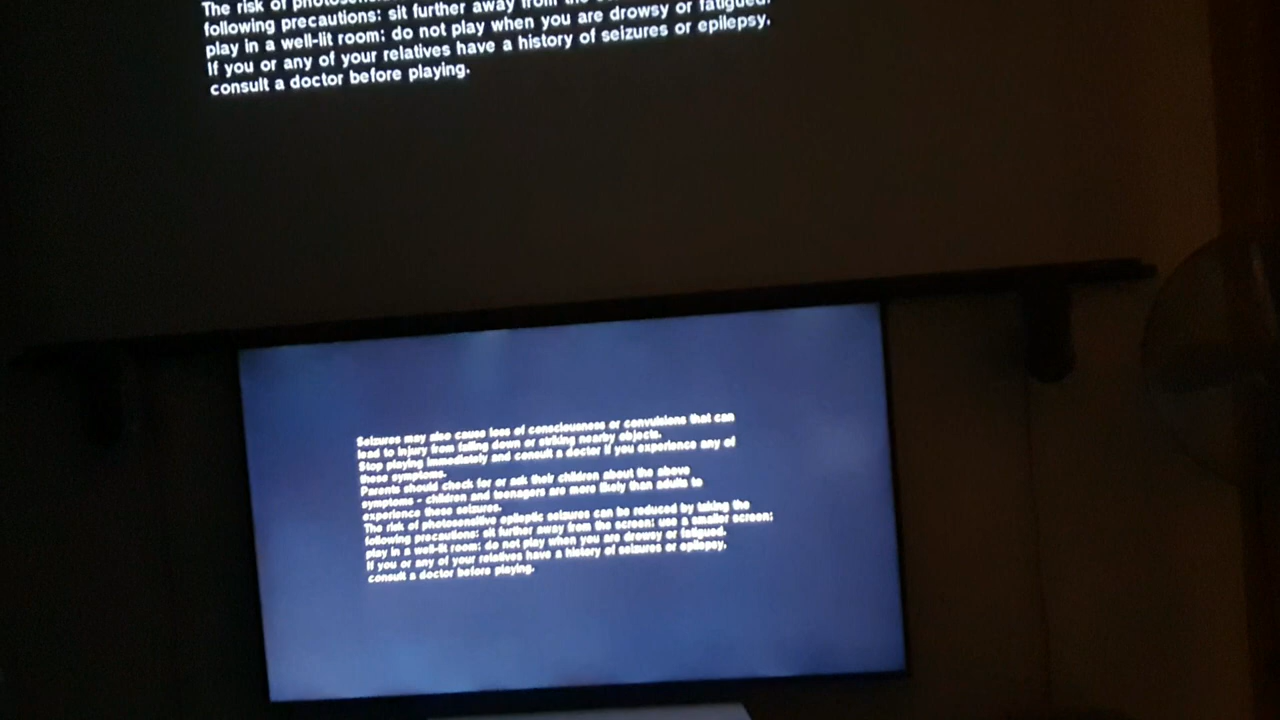 The risk of
following precautions: sit further away from the
play in a well-lit room; do not play when you are drowsy or fatigued.
If you or any of your relatives have a history of seizures or epilepsy,
consult a doctor before playing.
Seizures may also cause loss of consciousness or convulsions that can
lead to injury from falling down or striking nearby objects.
Stop playing immediately and consult a doctor if you experience any of
these symptoms.
Parents should check for or ask their children about the above
symptoms - children and teenagers are more likely than adults to
experience these seizures.
The risk of photosensitive epileptic seizures can be reduced by taking the
following precautions: sit further away from the screen; use a smaller screen;
play in a well-lit room; do not play when you are drowsy or fatigued.
If you or any of your relatives have a history of seizures or epilepsy,
consult a doctor before playing.